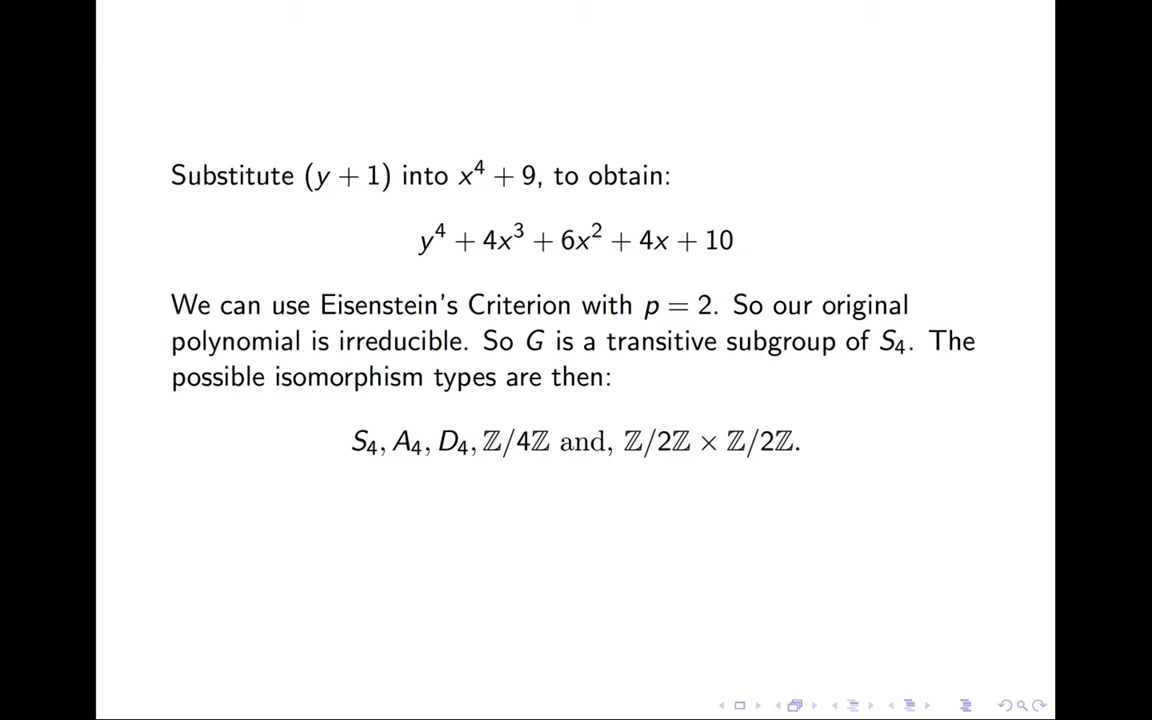 Substitute (y + 1) into x⁴ + 9, to obtain:
y⁴ + 4x³ + 6x² + 4x + 10
We can use Eisenstein's Criterion with p = 2. So our original
polynomial is irreducible. So G is a transitive subgroup of S₄. The
possible isomorphism types are then:
S₄, A₄, D₄, ℤ/4ℤ and, ℤ/2ℤ × ℤ/2ℤ.